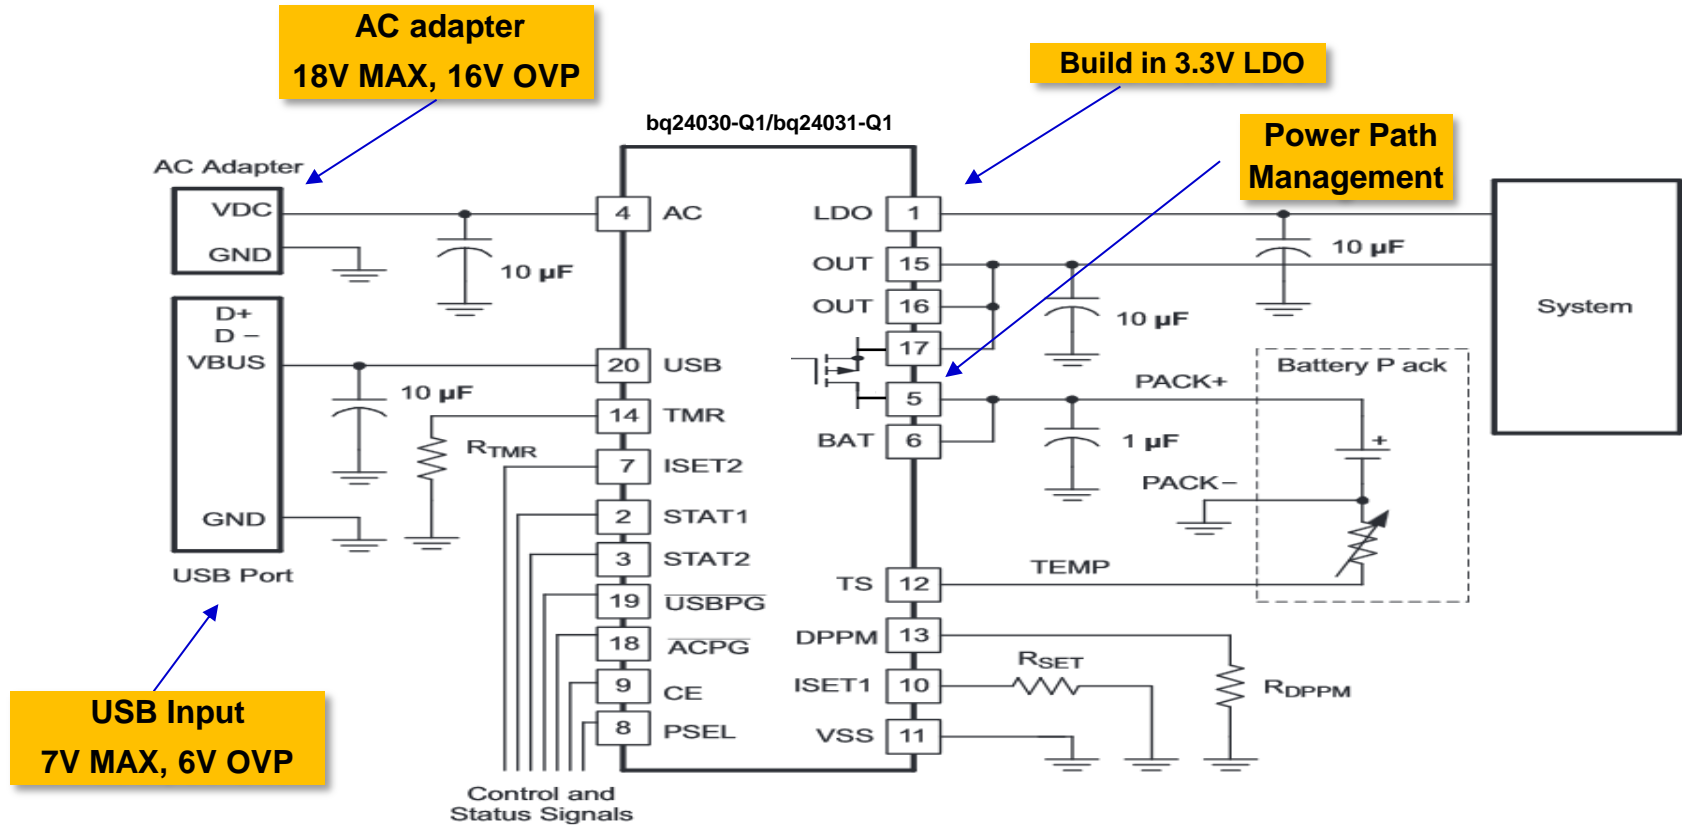 AC adapter
18V MAX, 16V OVP
Build in 3.3V LDO
bq24030-Q1/bq24031-Q1
Power Path
Management
AC Adapter
VDC
GND
10 µF
4 AC
LDO 1
10 µF
OUT 15
OUT 16
17
10 µF
System
D+
D −
VBUS
10 µF
20 USB
14 TMR
RTMR
7 ISET2
5
BAT 6
PACK+
1 µF
Battery P ack
+
PACK−
GND
USB Port
2 STAT1
3 STAT2
19 USBPG
18 ACPG
9 CE
8 PSEL
TS 12
TEMP
DPPM 13
ISET1 10
RSET
RDPPM
VSS 11
USB Input
7V MAX, 6V OVP
Control and
Status Signals